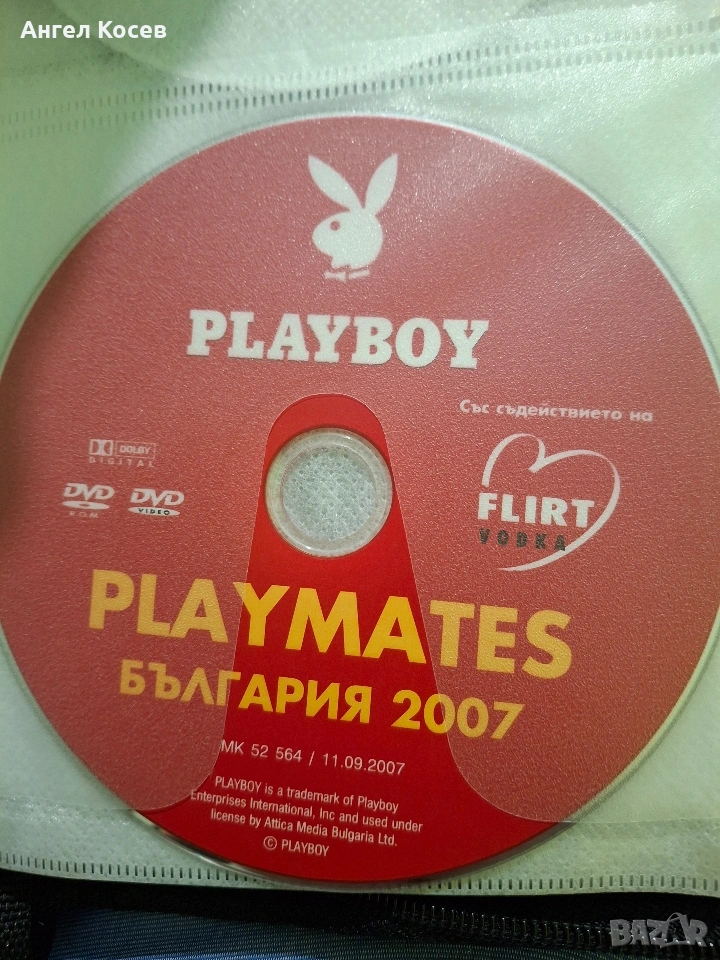 Ангел Косев
PLAYBOY
Със съдействието на
DOLBY
DIGITAL
FLIRT
VODKA
DVD DVD
ROM VIDEO
PLAYMATES
БЪЛГАРИЯ 2007
МК 52 564 / 11.09.2007
PLAYBOY is a trademark of Playboy
Enterprises International, Inc and used under
license by Attica Media Bulgaria Ltd.
© PLAYBOY
BAZAR